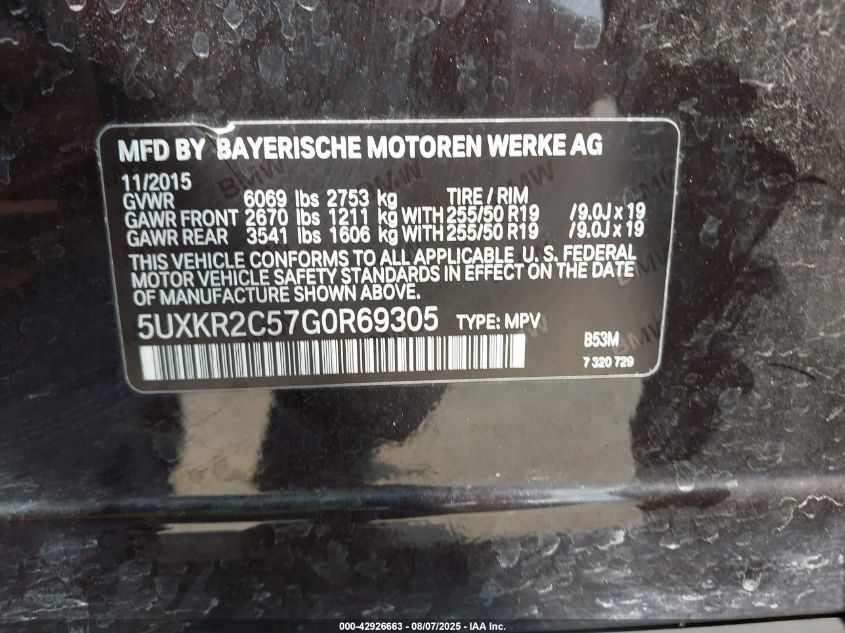 MFD BY BAYERISCHE MOTOREN WERKE AG
11/2015
GVWR 6069 lbs 2753 kg TIRE / RIM
GAWR FRONT 2670 lbs 1211 kg WITH 255/50 R19 /9.0J x 19
GAWR REAR 3541 lbs 1606 kg WITH 255/50 R19 /9.0J x 19
THIS VEHICLE CONFORMS TO ALL APPLICABLE U. S. FEDERAL
MOTOR VEHICLE SAFETY STANDARDS IN EFFECT ON THE DATE
OF MANUFACTURE SHOWN ABOVE.
5UXKR2C57G0R69305 TYPE: MPV B53M
7 320 729
000-42926663 - 08/07/2025 - IAA Inc.